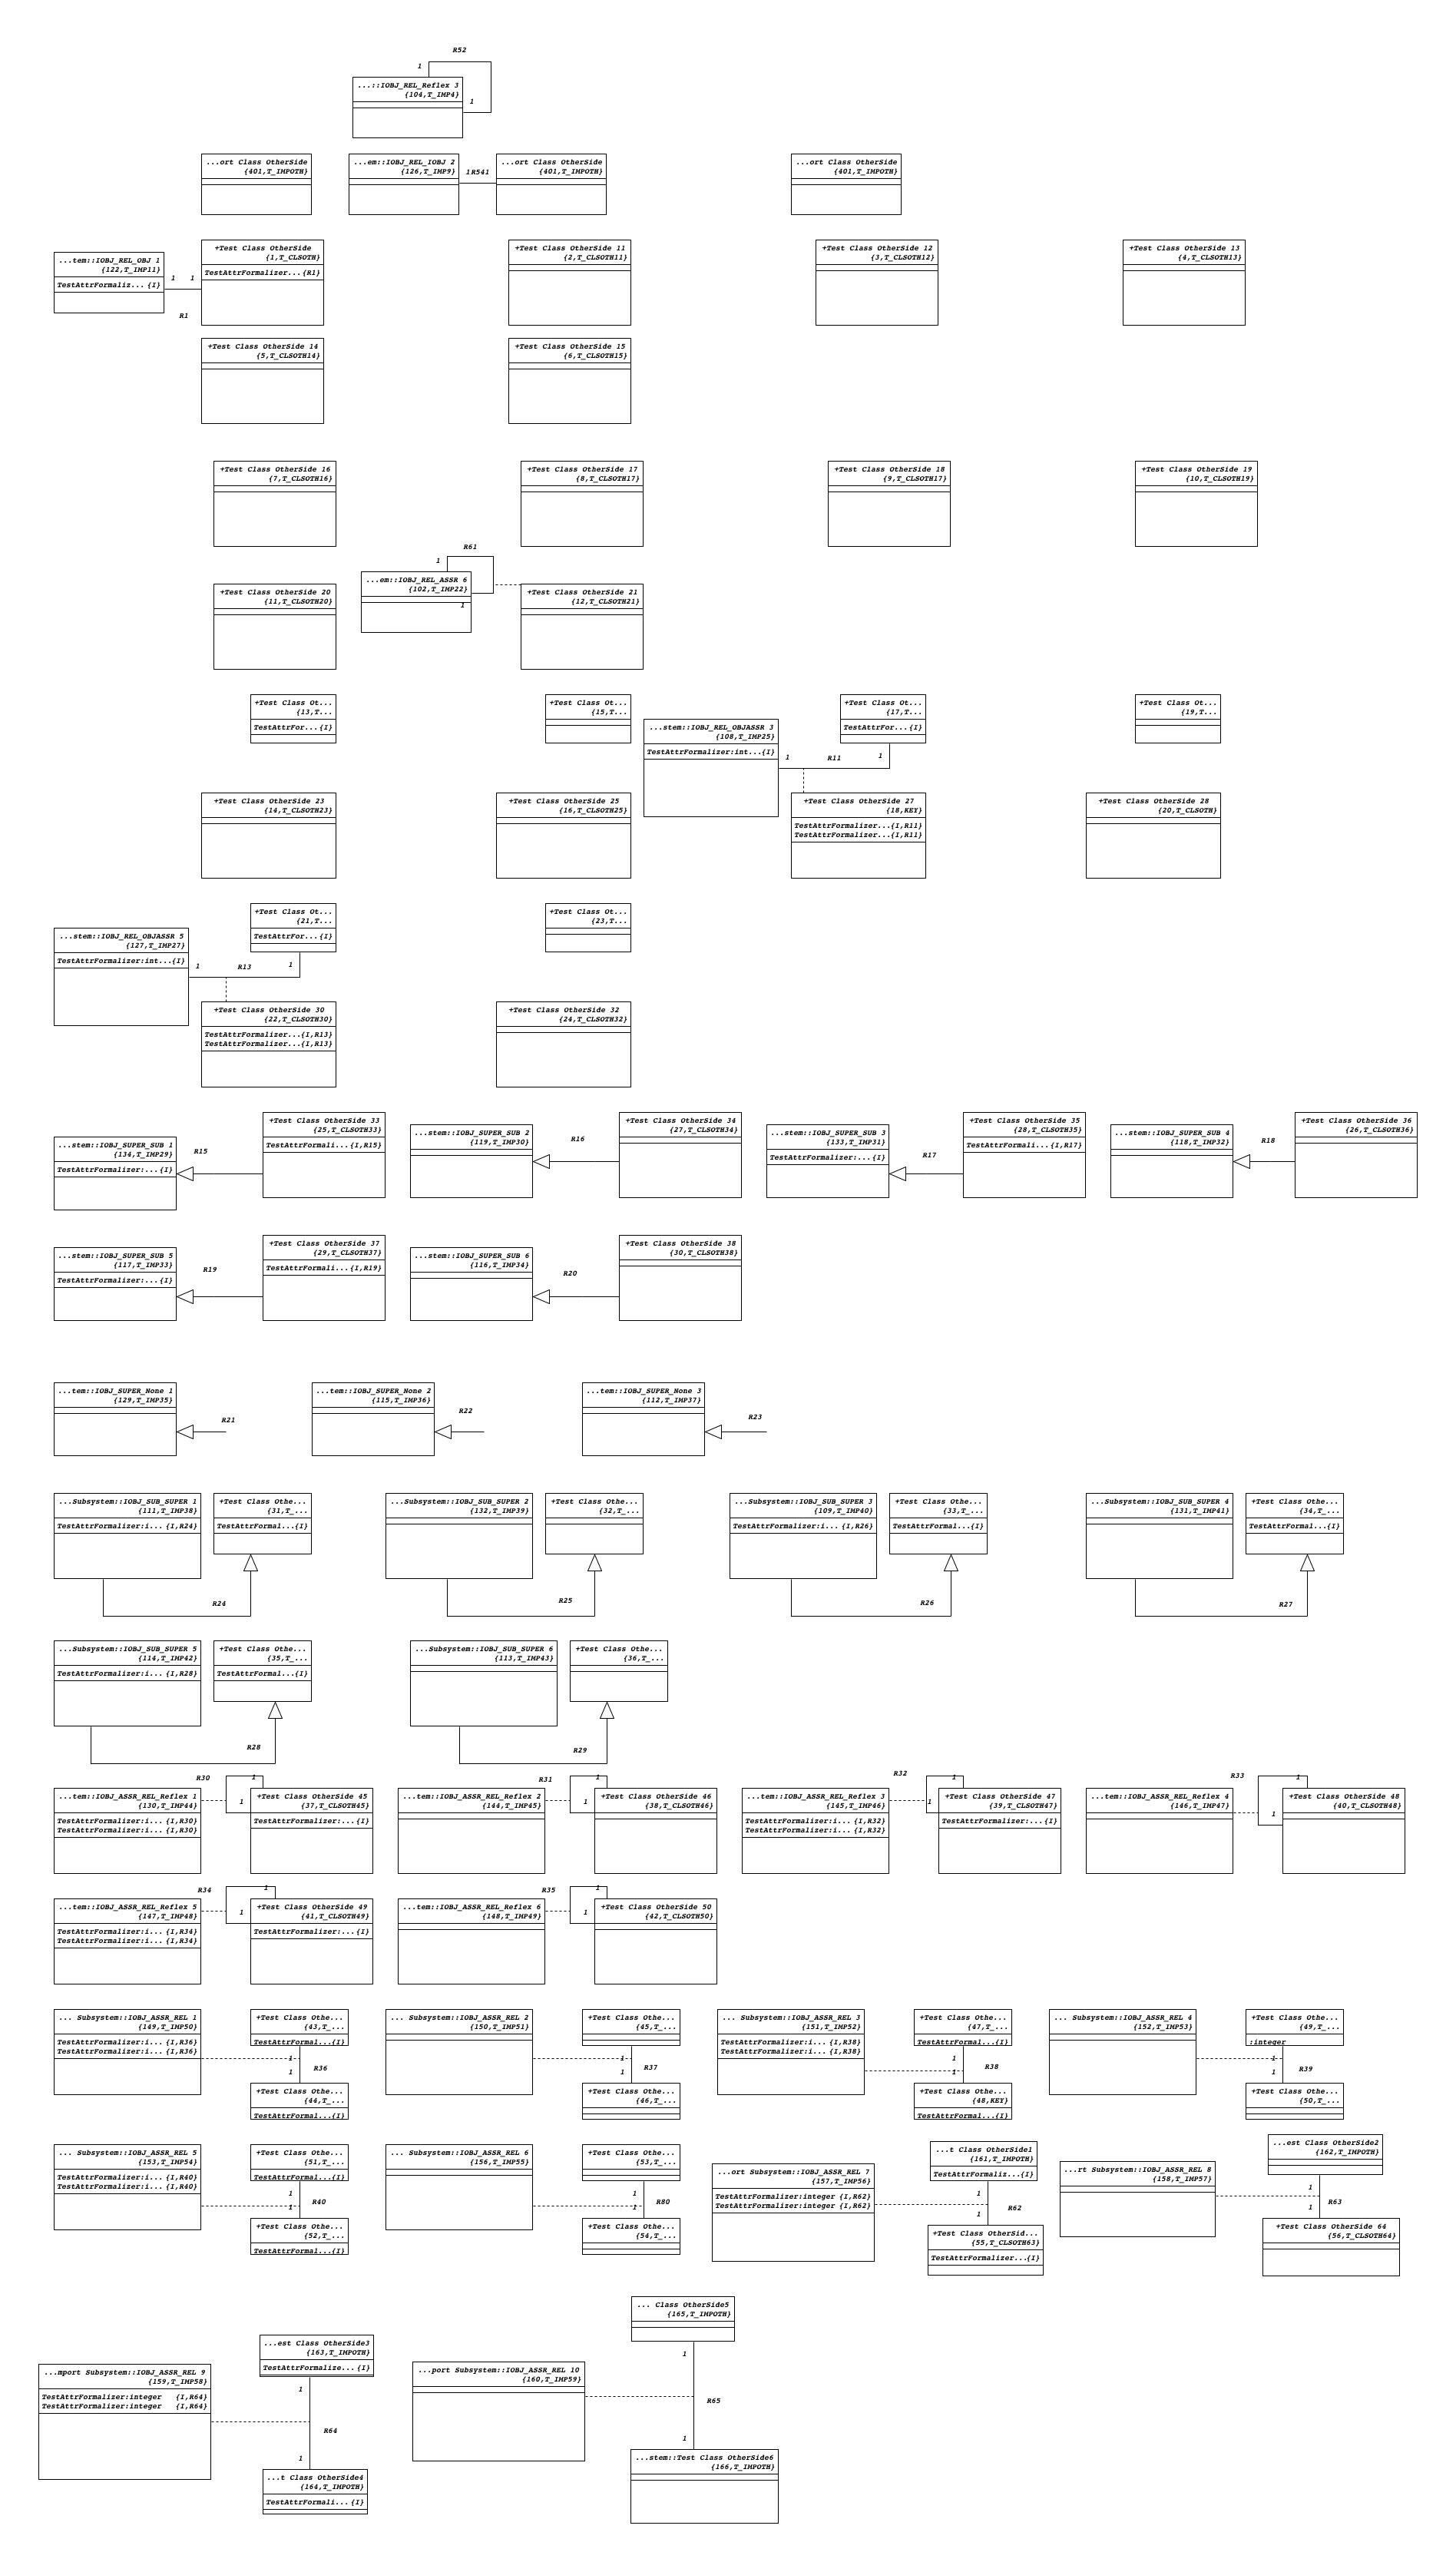 R52
1
...::IOBJ_REL_Reflex 3
{104,T_IMP4}
1
...ort Class OtherSide
{401,T_IMPOTH}
...em::IOBJ_REL_IOBJ 2
{126,T_IMP9}
1R541
...ort Class OtherSide
{401,T_IMPOTH}
...ort Class OtherSide
{401,T_IMPOTH}
...tem::IOBJ_REL_OBJ 1
{122,T_IMP11}
TestAttrFormaliz... {I}
1 1
R1
+Test Class OtherSide
{1,T_CLSOTH}
TestAttrFormalizer... {R1}
+Test Class OtherSide 11
{2,T_CLSOTH11}
+Test Class OtherSide 12
{3,T_CLSOTH12}
+Test Class OtherSide 13
{4,T_CLSOTH13}
+Test Class OtherSide 14
{5,T_CLSOTH14}
+Test Class OtherSide 15
{6,T_CLSOTH15}
+Test Class OtherSide 16
{7,T_CLSOTH16}
+Test Class OtherSide 17
{8,T_CLSOTH17}
+Test Class OtherSide 18
{9,T_CLSOTH17}
+Test Class OtherSide 19
{10,T_CLSOTH19}
R61
1
...em::IOBJ_REL_ASSR 6
{102,T_IMP22}
1
+Test Class OtherSide 20
{11,T_CLSOTH20}
+Test Class OtherSide 21
{12,T_CLSOTH21}
+Test Class Ot...
{13,T...
TestAttrFor...{I}
+Test Class Ot...
{15,T...
...stem::IOBJ_REL_OBJASSR 3
{108,T_IMP25}
TestAttrFormalizer:int...{I}
1
R11
1
+Test Class Ot...
{17,T...
TestAttrFor...{I}
+Test Class Ot...
{19,T...
+Test Class OtherSide 23
{14,T_CLSOTH23}
+Test Class OtherSide 25
{16,T_CLSOTH25}
+Test Class OtherSide 27
{18,KEY}
TestAttrFormalizer...{I,R11}
TestAttrFormalizer...{I,R11}
+Test Class OtherSide 28
{20,T_CLSOTH}
...stem::IOBJ_REL_OBJASSR 5
{127,T_IMP27}
TestAttrFormalizer:int...{I}
1
R13
1
+Test Class Ot...
{21,T...
TestAttrFor...{I}
+Test Class Ot...
{23,T...
+Test Class OtherSide 30
{22,T_CLSOTH30}
TestAttrFormalizer...{I,R13}
TestAttrFormalizer...{I,R13}
+Test Class OtherSide 32
{24,T_CLSOTH32}
...stem::IOBJ_SUPER_SUB 1
{134,T_IMP29}
TestAttrFormalizer:...{I}
R15
+Test Class OtherSide 33
{25,T_CLSOTH33}
TestAttrFormali...{I,R15}
...stem::IOBJ_SUPER_SUB 2
{119,T_IMP30}
R16
+Test Class OtherSide 34
{27,T_CLSOTH34}
...stem::IOBJ_SUPER_SUB 3
{133,T_IMP31}
TestAttrFormalizer:...{I}
R17
+Test Class OtherSide 35
{28,T_CLSOTH35}
TestAttrFormali...{I,R17}
...stem::IOBJ_SUPER_SUB 4
{118,T_IMP32}
R18
+Test Class OtherSide 36
{26,T_CLSOTH36}
...stem::IOBJ_SUPER_SUB 5
{117,T_IMP33}
TestAttrFormalizer:...{I}
R19
+Test Class OtherSide 37
{29,T_CLSOTH37}
TestAttrFormali...{I,R19}
...stem::IOBJ_SUPER_SUB 6
{116,T_IMP34}
R20
+Test Class OtherSide 38
{30,T_CLSOTH38}
...tem::IOBJ_SUPER_None 1
{129,T_IMP35}
R21
...tem::IOBJ_SUPER_None 2
{115,T_IMP36}
R22
...tem::IOBJ_SUPER_None 3
{112,T_IMP37}
R23
...Subsystem::IOBJ_SUB_SUPER 1
{111,T_IMP38}
TestAttrFormalizer:i... {I,R24}
+Test Class Othe...
{31,T_...
TestAttrFormal...{I}
R24
...Subsystem::IOBJ_SUB_SUPER 2
{132,T_IMP39}
+Test Class Othe...
{32,T_...
R25
...Subsystem::IOBJ_SUB_SUPER 3
{109,T_IMP40}
TestAttrFormalizer:i... {I,R26}
+Test Class Othe...
{33,T_...
TestAttrFormal...{I}
R26
...Subsystem::IOBJ_SUB_SUPER 4
{131,T_IMP41}
+Test Class Othe...
{34,T_...
TestAttrFormal...{I}
R27
...Subsystem::IOBJ_SUB_SUPER 5
{114,T_IMP42}
TestAttrFormalizer:i... {I,R28}
+Test Class Othe...
{35,T_...
TestAttrFormal...{I}
R28
...Subsystem::IOBJ_SUB_SUPER 6
{113,T_IMP43}
+Test Class Othe...
{36,T_...
R29
R30
1
...tem::IOBJ_ASSR_REL_Reflex 1
{130,T_IMP44}
TestAttrFormalizer:i... {I,R30}
TestAttrFormalizer:i... {I,R30}
1
+Test Class OtherSide 45
{37,T_CLSOTH45}
TestAttrFormalizer:...{I}
R31
1
...tem::IOBJ_ASSR_REL_Reflex 2
{144,T_IMP45}
1
+Test Class OtherSide 46
{38,T_CLSOTH46}
R32
1
...tem::IOBJ_ASSR_REL_Reflex 3
{145,T_IMP46}
TestAttrFormalizer:i... {I,R32}
TestAttrFormalizer:i... {I,R32}
1
+Test Class OtherSide 47
{39,T_CLSOTH47}
TestAttrFormalizer:...{I}
R33
1
...tem::IOBJ_ASSR_REL_Reflex 4
{146,T_IMP47}
1
+Test Class OtherSide 48
{40,T_CLSOTH48}
R34
1
...tem::IOBJ_ASSR_REL_Reflex 5
{147,T_IMP48}
TestAttrFormalizer:i... {I,R34}
TestAttrFormalizer:i... {I,R34}
1
+Test Class OtherSide 49
{41,T_CLSOTH49}
TestAttrFormalizer:...{I}
R35
1
...tem::IOBJ_ASSR_REL_Reflex 6
{148,T_IMP49}
1
+Test Class OtherSide 50
{42,T_CLSOTH50}
... Subsystem::IOBJ_ASSR_REL 1
{149,T_IMP50}
TestAttrFormalizer:i... {I,R36}
TestAttrFormalizer:i... {I,R36}
+Test Class Othe...
{43,T_...
TestAttrFormal...{I}
1
1
R36
+Test Class Othe...
{44,T_...
TestAttrFormal...{I}
... Subsystem::IOBJ_ASSR_REL 2
{150,T_IMP51}
+Test Class Othe...
{45,T_...
1
1
R37
+Test Class Othe...
{46,T_...
... Subsystem::IOBJ_ASSR_REL 3
{151,T_IMP52}
TestAttrFormalizer:i... {I,R38}
TestAttrFormalizer:i... {I,R38}
+Test Class Othe...
{47,T_...
TestAttrFormal...{I}
1
1
R38
+Test Class Othe...
{48,KEY}
TestAttrFormal...{I}
... Subsystem::IOBJ_ASSR_REL 4
{152,T_IMP53}
+Test Class Othe...
{49,T_...
:integer
1
1
R39
+Test Class Othe...
{50,T_...
... Subsystem::IOBJ_ASSR_REL 5
{153,T_IMP54}
TestAttrFormalizer:i... {I,R40}
TestAttrFormalizer:i... {I,R40}
+Test Class Othe...
{51,T_...
TestAttrFormal...{I}
1
1
R40
+Test Class Othe...
{52,T_...
TestAttrFormal...{I}
... Subsystem::IOBJ_ASSR_REL 6
{156,T_IMP55}
+Test Class Othe...
{53,T_...
1
1
R80
+Test Class Othe...
{54,T_...
...ort Subsystem::IOBJ_ASSR_REL 7
{157,T_IMP56}
TestAttrFormalizer:integer {I,R62}
TestAttrFormalizer:integer {I,R62}
...t Class OtherSide1
{161,T_IMPOTH}
TestAttrFormaliz...{I}
1
1
R62
+Test Class OtherSid...
{55,T_CLSOTH63}
TestAttrFormalizer...{I}
...rt Subsystem::IOBJ_ASSR_REL 8
{158,T_IMP57}
...est Class OtherSide2
{162,T_IMPOTH}
1
1
R63
+Test Class OtherSide 64
{56,T_CLSOTH64}
...mport Subsystem::IOBJ_ASSR_REL 9
{159,T_IMP58}
TestAttrFormalizer:integer {I,R64}
TestAttrFormalizer:integer {I,R64}
...est Class OtherSide3
{163,T_IMPOTH}
TestAttrFormalize... {I}
1
R64
1
...t Class OtherSide4
{164,T_IMPOTH}
TestAttrFormali... {I}
...port Subsystem::IOBJ_ASSR_REL 10
{160,T_IMP59}
... Class OtherSide5
{165,T_IMPOTH}
1
R65
1
...stem::Test Class OtherSide6
{166,T_IMPOTH}